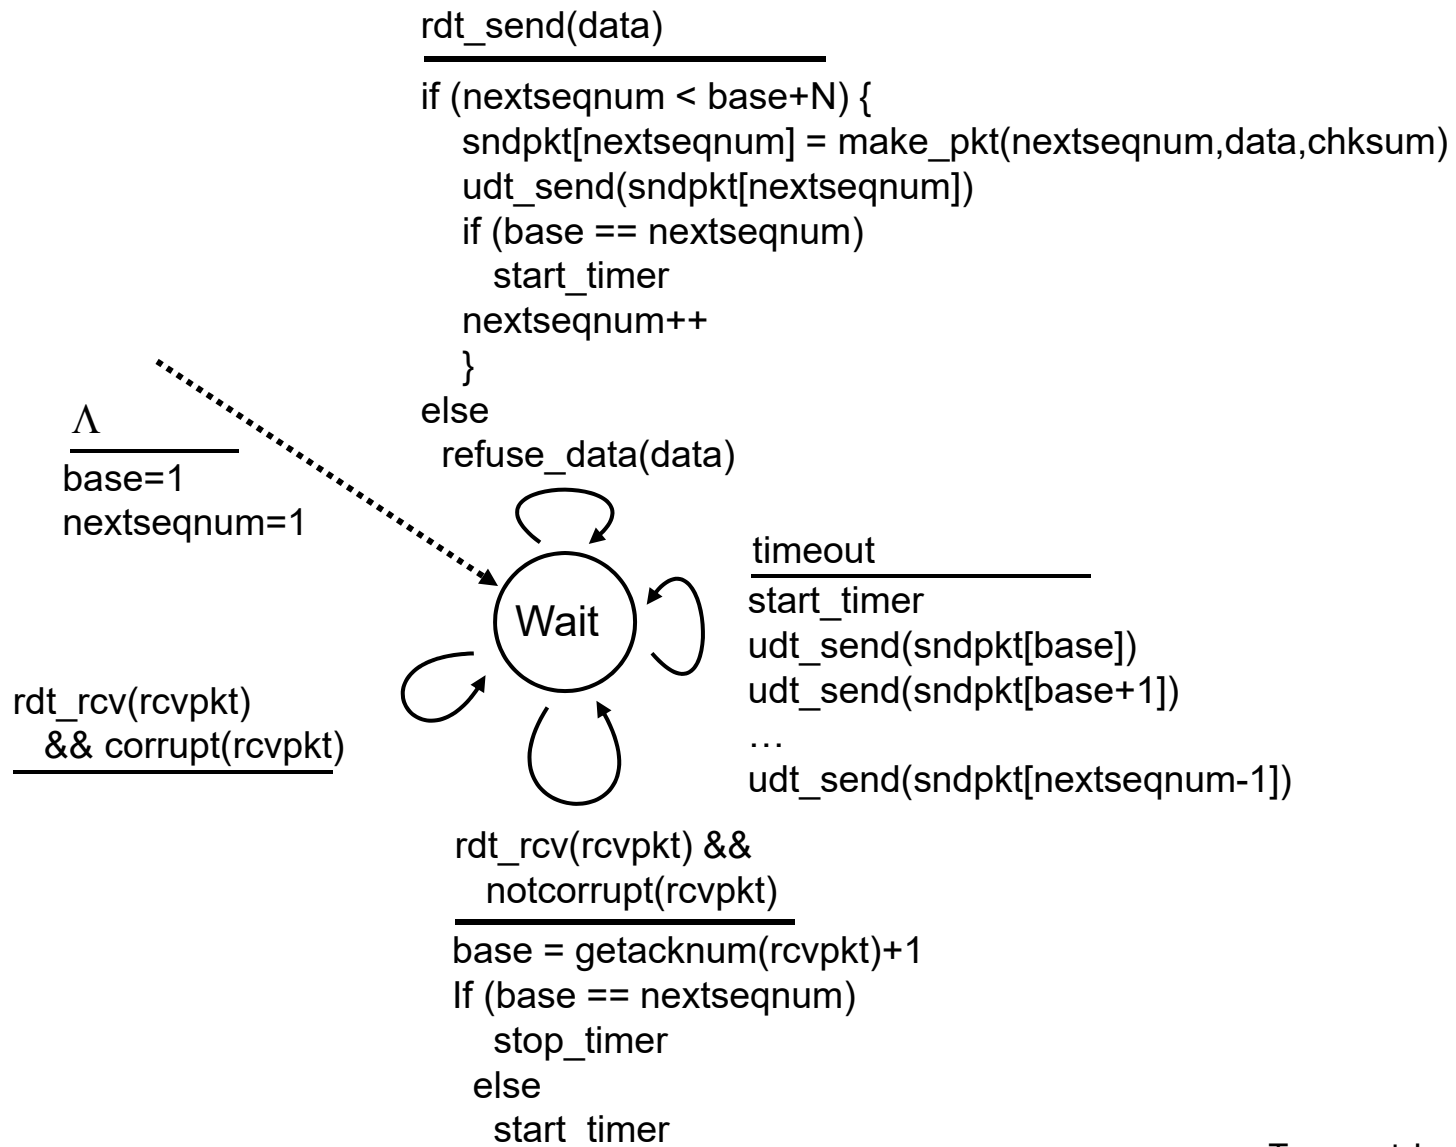 rdt_send(data)
if (nextseqnum < base+N) {
sndpkt[nextseqnum] = make_pkt(nextseqnum,data,chksum)
udt_send(sndpkt[nextseqnum])
if (base == nextseqnum)
start_timer
nextseqnum++
}
else
refuse_data(data)
Λ
base=1
nextseqnum=1
Wait
timeout
start_timer
udt_send(sndpkt[base])
udt_send(sndpkt[base+1])
…
udt_send(sndpkt[nextseqnum-1])
rdt_rcv(rcvpkt)
&& corrupt(rcvpkt)
rdt_rcv(rcvpkt) &&
notcorrupt(rcvpkt)
base = getacknum(rcvpkt)+1
If (base == nextseqnum)
stop_timer
else
start_timer